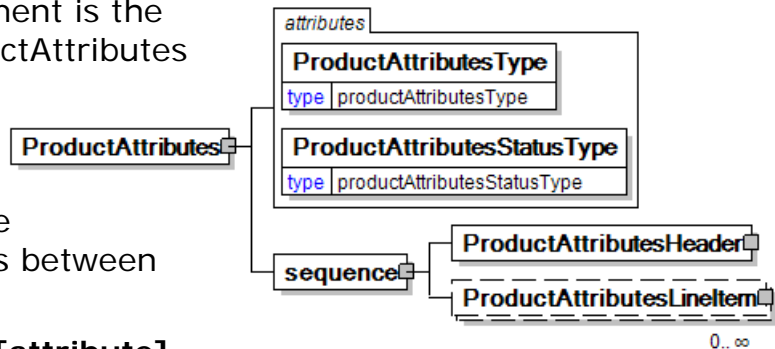 nent is the
ctAttributes
e
s between
[attribute]
attributes
ProductAttributesType
type productAttributesType
ProductAttributesStatusType
type productAttributesStatusType
ProductAttributes
sequence
ProductAttributesHeader
ProductAttributesLineItem
0.. ∞